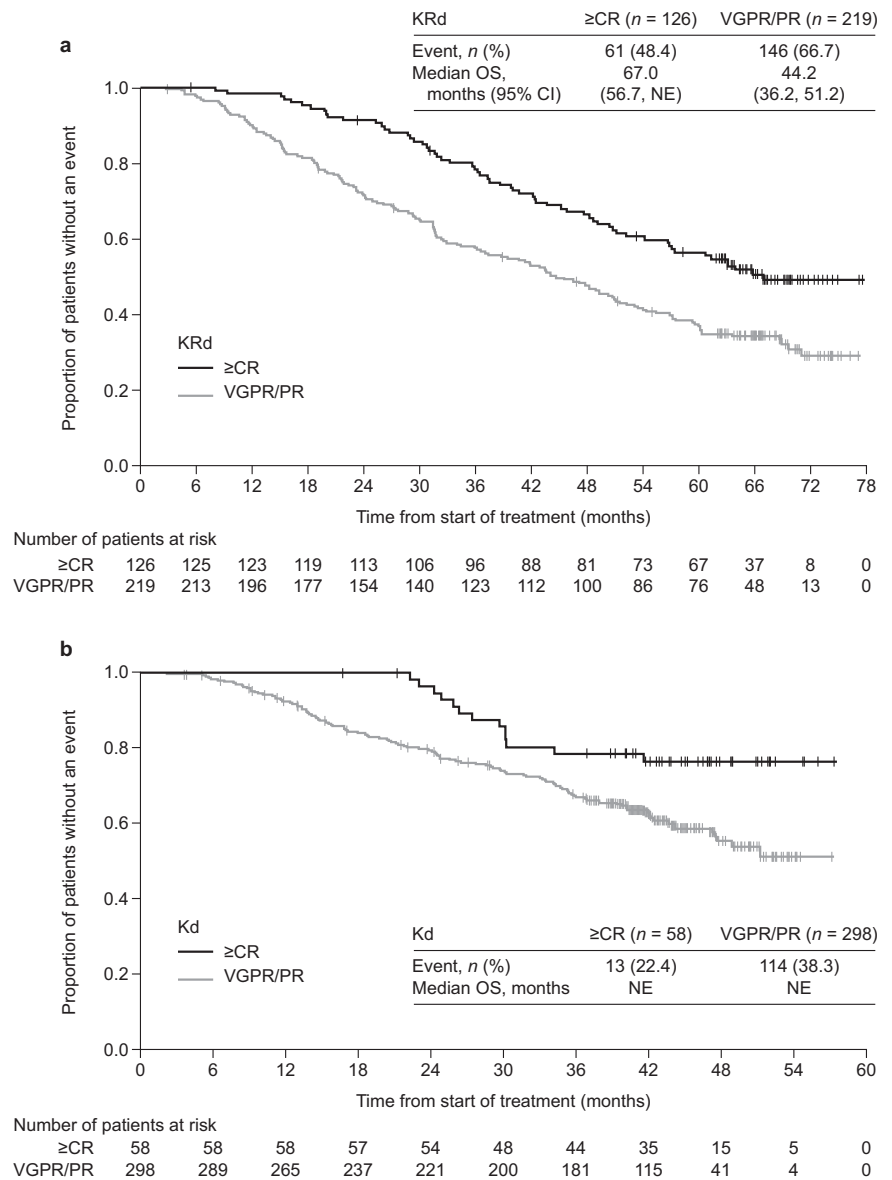 a
KRd ≥CR (n = 126) VGPR/PR (n = 219)
Event, n (%) 61 (48.4) 146 (66.7)
Median OS, 67.0 44.2
months (95% CI) (56.7, NE) (36.2, 51.2)
Proportion of patients without an event
1.0
0.8
0.6
0.4
0.2
0.0
KRd
≥CR
VGPR/PR
0 6 12 18 24 30 36 42 48 54 60 66 72 78
Time from start of treatment (months)
Number of patients at risk
≥CR 126 125 123 119 113 106 96 88 81 73 67 37 8 0
VGPR/PR 219 213 196 177 154 140 123 112 100 86 76 48 13 0
b
Proportion of patients without an event
1.0
0.8
0.6
0.4
0.2
0.0
Kd
≥CR
VGPR/PR
Kd ≥CR (n = 58) VGPR/PR (n = 298)
Event, n (%) 13 (22.4) 114 (38.3)
Median OS, months NE NE
0 6 12 18 24 30 36 42 48 54 60
Time from start of treatment (months)
Number of patients at risk
≥CR 58 58 58 57 54 48 44 35 15 5 0
VGPR/PR 298 289 265 237 221 200 181 115 41 4 0